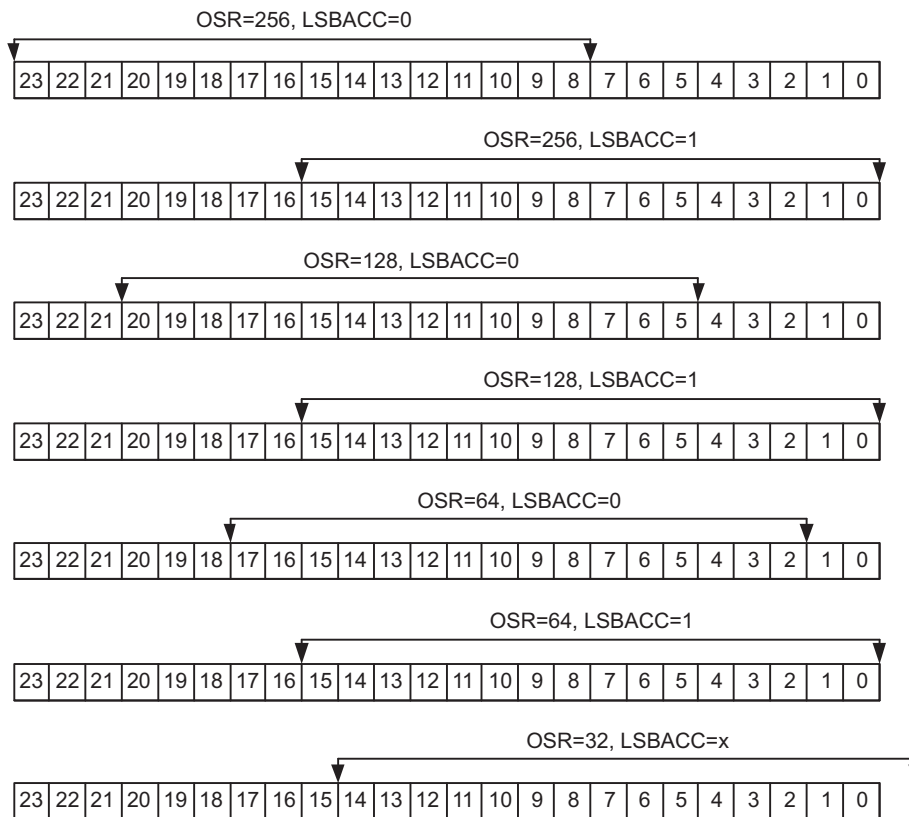 OSR=256, LSBACC=0
23 22 21 20 19 18 17 16 15 14 13 12 11 10 9 8 7 6 5 4 3 2 1 0
OSR=256, LSBACC=1
23 22 21 20 19 18 17 16 15 14 13 12 11 10 9 8 7 6 5 4 3 2 1 0
OSR=128, LSBACC=0
23 22 21 20 19 18 17 16 15 14 13 12 11 10 9 8 7 6 5 4 3 2 1 0
OSR=128, LSBACC=1
23 22 21 20 19 18 17 16 15 14 13 12 11 10 9 8 7 6 5 4 3 2 1 0
OSR=64, LSBACC=0
23 22 21 20 19 18 17 16 15 14 13 12 11 10 9 8 7 6 5 4 3 2 1 0
OSR=64, LSBACC=1
23 22 21 20 19 18 17 16 15 14 13 12 11 10 9 8 7 6 5 4 3 2 1 0
OSR=32, LSBACC=x
23 22 21 20 19 18 17 16 15 14 13 12 11 10 9 8 7 6 5 4 3 2 1 0